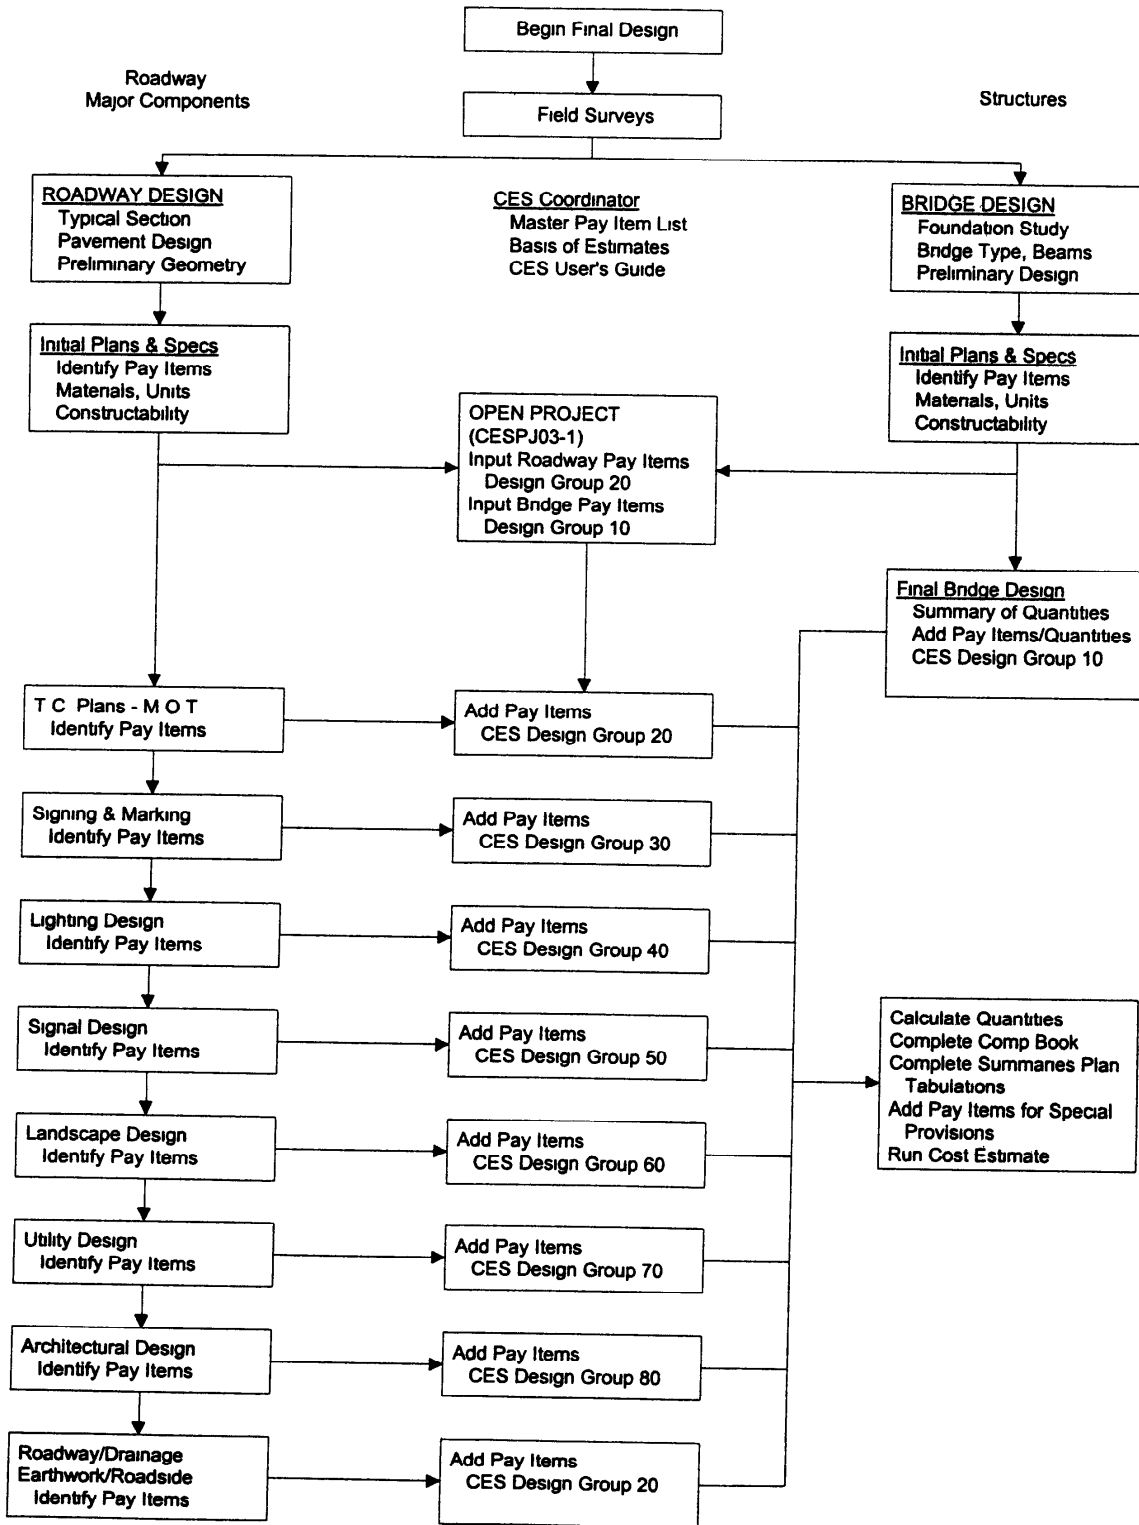 Begin Final Design
Roadway
Major Components
Field Surveys
Structures
ROADWAY DESIGN
Typical Section
Pavement Design
Preliminary Geometry
CES Coordinator
Master Pay Item List
Basis of Estimates
CES User's Guide
BRIDGE DESIGN
Foundation Study
Bridge Type, Beams
Preliminary Design
Initial Plans & Specs
Identify Pay Items
Materials, Units
Constructability
Initial Plans & Specs
Identify Pay Items
Materials, Units
Constructability
OPEN PROJECT
(CESPJ03-1)
Input Roadway Pay Items
Design Group 20
Input Bridge Pay Items
Design Group 10
Final Bridge Design
Summary of Quantities
Add Pay Items/Quantities
CES Design Group 10
T C Plans - M O T
Identify Pay Items
Add Pay Items
CES Design Group 20
Signing & Marking
Identify Pay Items
Add Pay Items
CES Design Group 30
Lighting Design
Identify Pay Items
Add Pay Items
CES Design Group 40
Signal Design
Identify Pay Items
Add Pay Items
CES Design Group 50
Calculate Quantities
Complete Comp Book
Complete Summaries Plan
Tabulations
Add Pay Items for Special
Provisions
Run Cost Estimate
Landscape Design
Identify Pay Items
Add Pay Items
CES Design Group 60
Utility Design
Identify Pay Items
Add Pay Items
CES Design Group 70
Architectural Design
Identify Pay Items
Add Pay Items
CES Design Group 80
Roadway/Drainage
Earthwork/Roadside
Identify Pay Items
Add Pay Items
CES Design Group 20